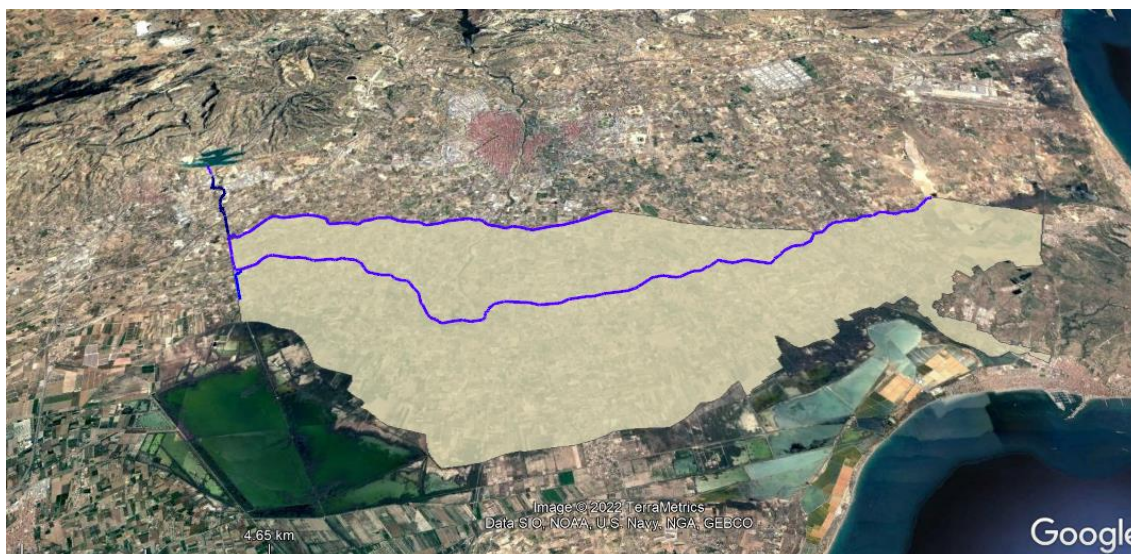 Image © 2022 TerraMetrics
Data SIO, NOAA, U.S. Navy, NGA, GEBCO
4.65 km
Google